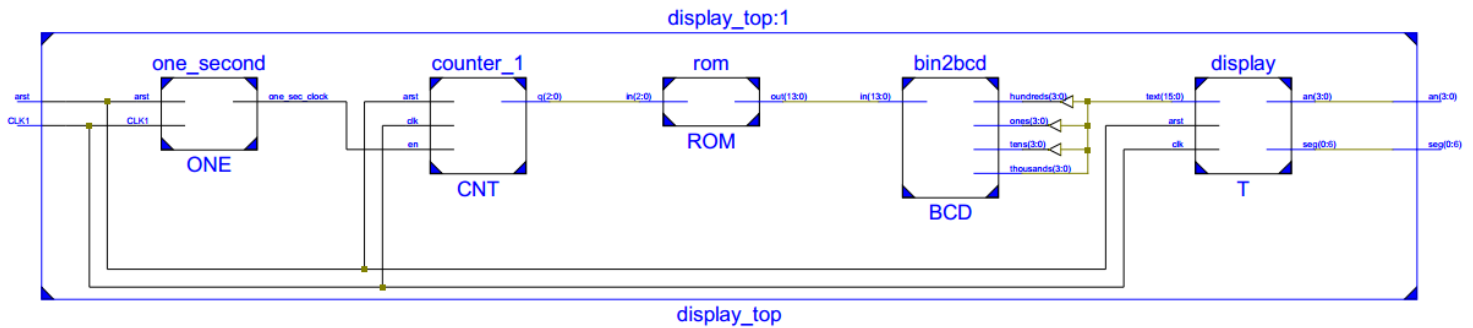 display_top:1
one_second
counter_1
rom
bin2bcd
display
arst
arst
one_sec_clock
arst
q(2:0)
in(2:0)
out(13:0)
in(13:0)
hundreds(3:0)
text(15:0)
an(3:0)
an(3:0)
CLK1
CLK1
clk
ones(3:0)
arst
en
tens(3:0)
clk
seg(0:6)
seg(0:6)
thousands(3:0)
ONE
CNT
ROM
BCD
T
display_top